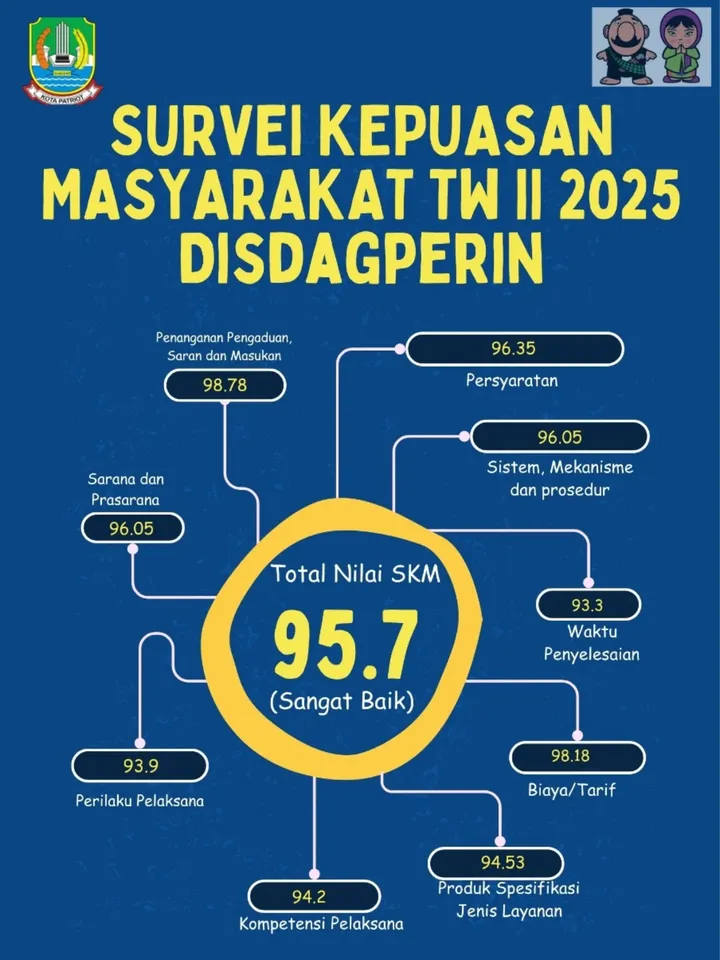 KOTA PATRIOT
SURVEI KEPUASAN
MASYARAKAT TW II 2025
DISDAGPERIN
Penanganan Pengaduan,
Saran dan Masukan
98.78
96.35
Persyaratan
96.05
Sistem, Mekanisme
dan prosedur
Sarana dan
Prasarana
96.05
93.3
Waktu
Penyelesaian
Total Nilai SKM
95.7
(Sangat Baik)
93.9
Perilaku Pelaksana
98.18
Biaya/Tarif
94.53
Produk Spesifikasi
Jenis Layanan
94.2
Kompetensi Pelaksana